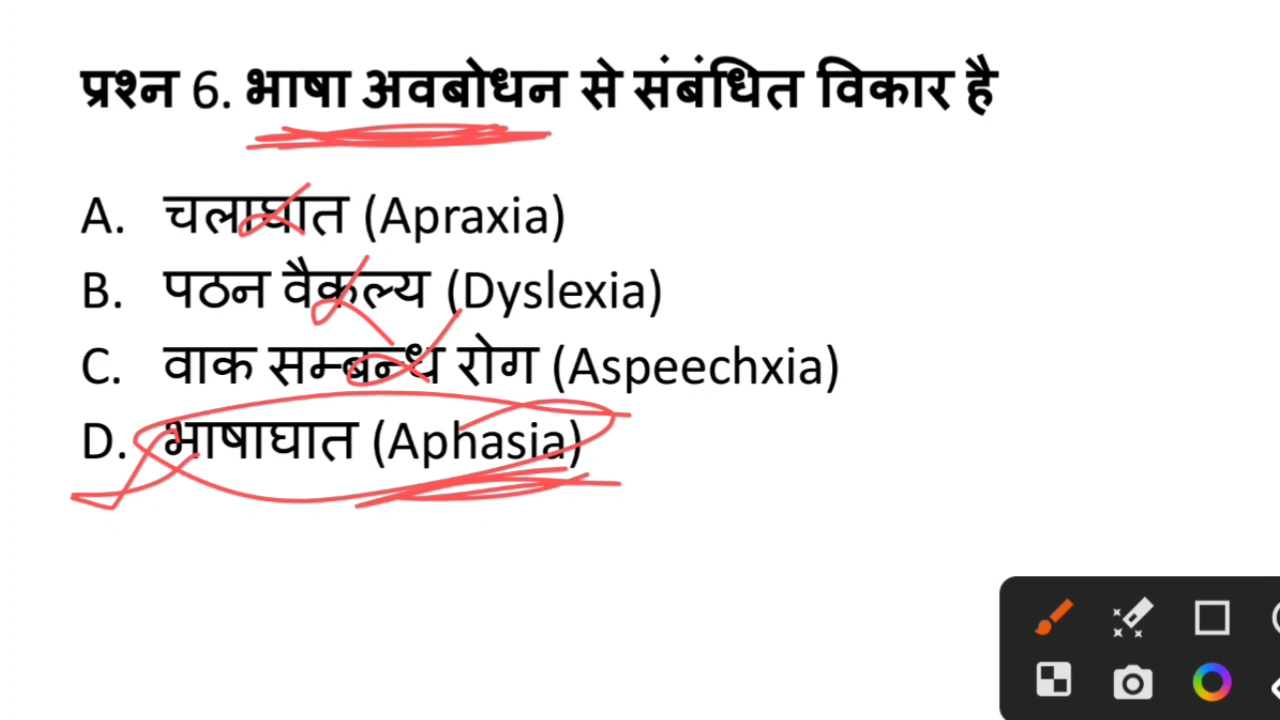 प्रश्न 6. भाषा अवबोधन से संबंधित विकार है
A. चलाघात (Apraxia)
B. पठन वैकल्य (Dyslexia)
C. वाक सम्बन्ध रोग (Aspeechxia)
D. भाषाघात (Aphasia)